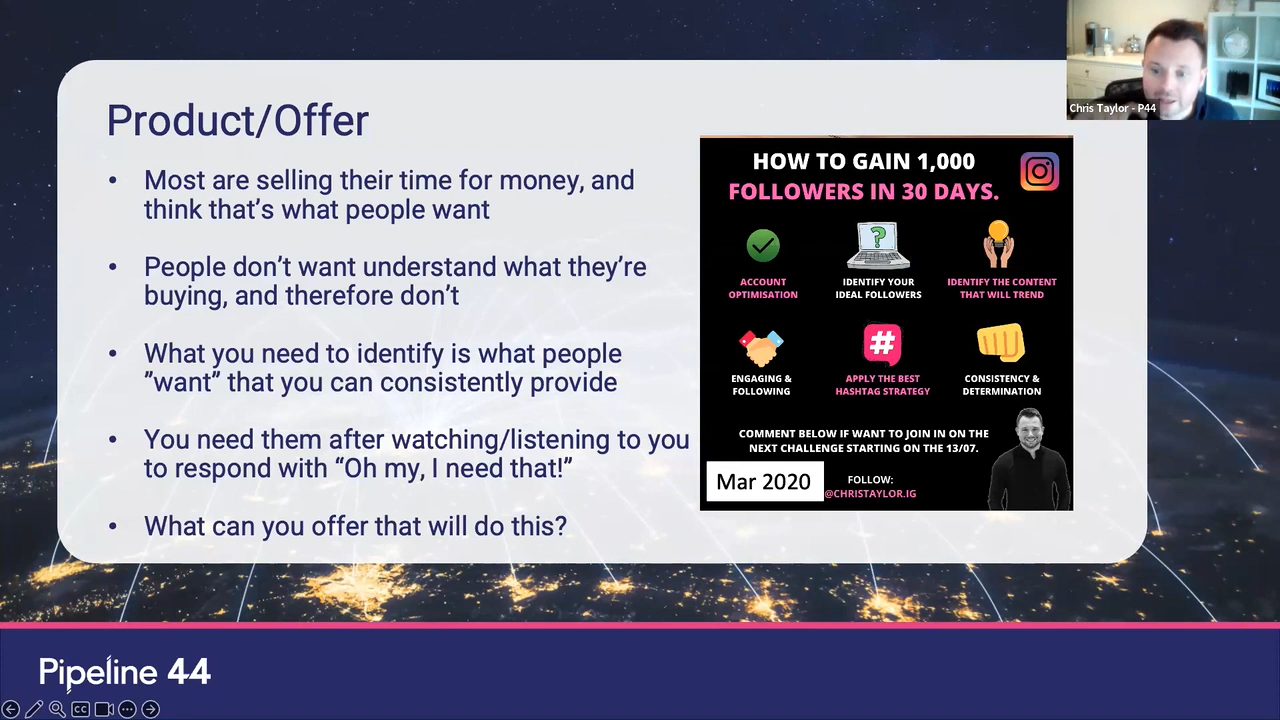 Product/Offer
• Most are selling their time for money, and
think that’s what people want
• People don’t want understand what they’re
buying, and therefore don’t
• What you need to identify is what people
”want” that you can consistently provide
• You need them after watching/listening to you
to respond with “Oh my, I need that!”
• What can you offer that will do this?
HOW TO GAIN 1,000
FOLLOWERS IN 30 DAYS.
ACCOUNT
OPTIMISATION
IDENTIFY YOUR
IDEAL FOLLOWERS
IDENTIFY THE CONTENT
THAT WILL TREND
ENGAGING &
FOLLOWING
#
APPLY THE BEST
HASHTAG STRATEGY
CONSISTENCY &
DETERMINATION
COMMENT BELOW IF WANT TO JOIN IN ON THE
NEXT CHALLENGE STARTING ON THE 13/07.
Mar 2020
FOLLOW:
@CHRISTAYLOR.IG
Chris Taylor - P44
Pipeline 44
CC